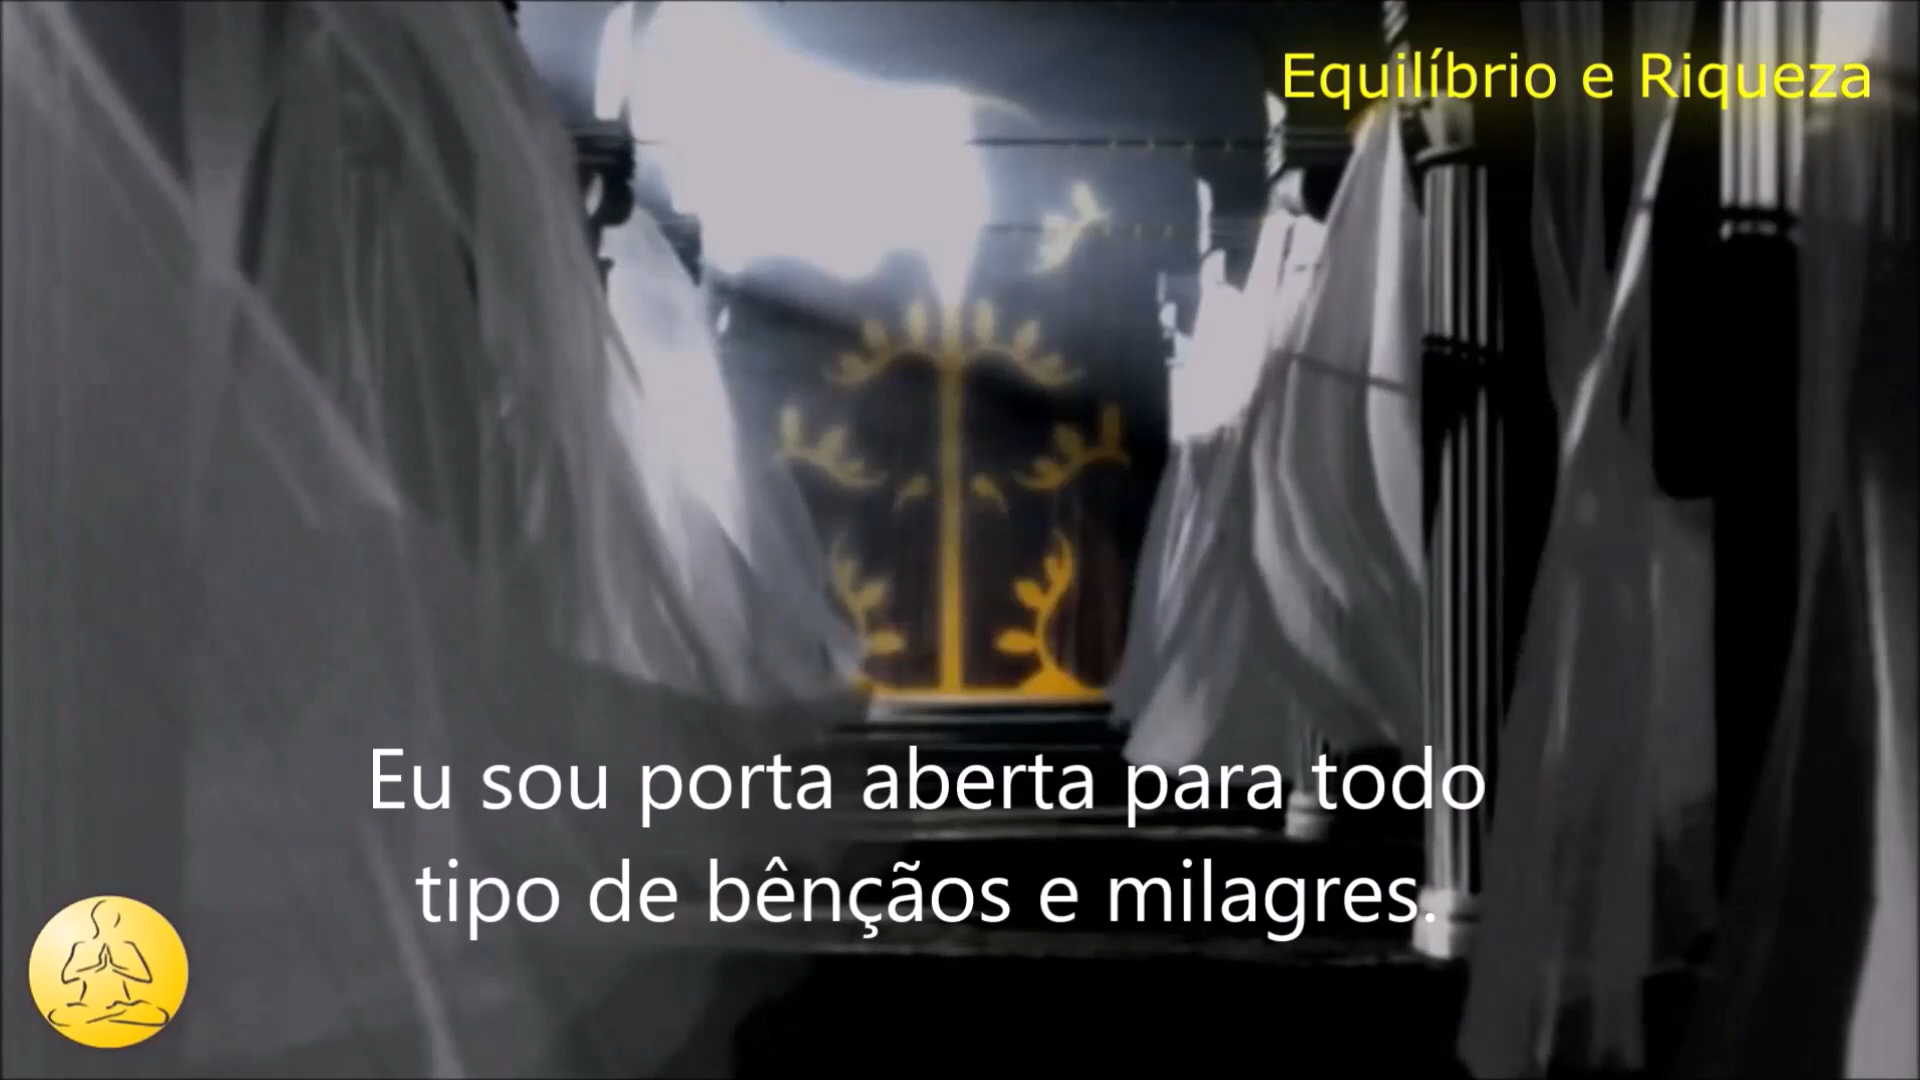 Equilíbrio e Riqueza
Eu sou porta aberta para todo
tipo de bênçãos e milagres.